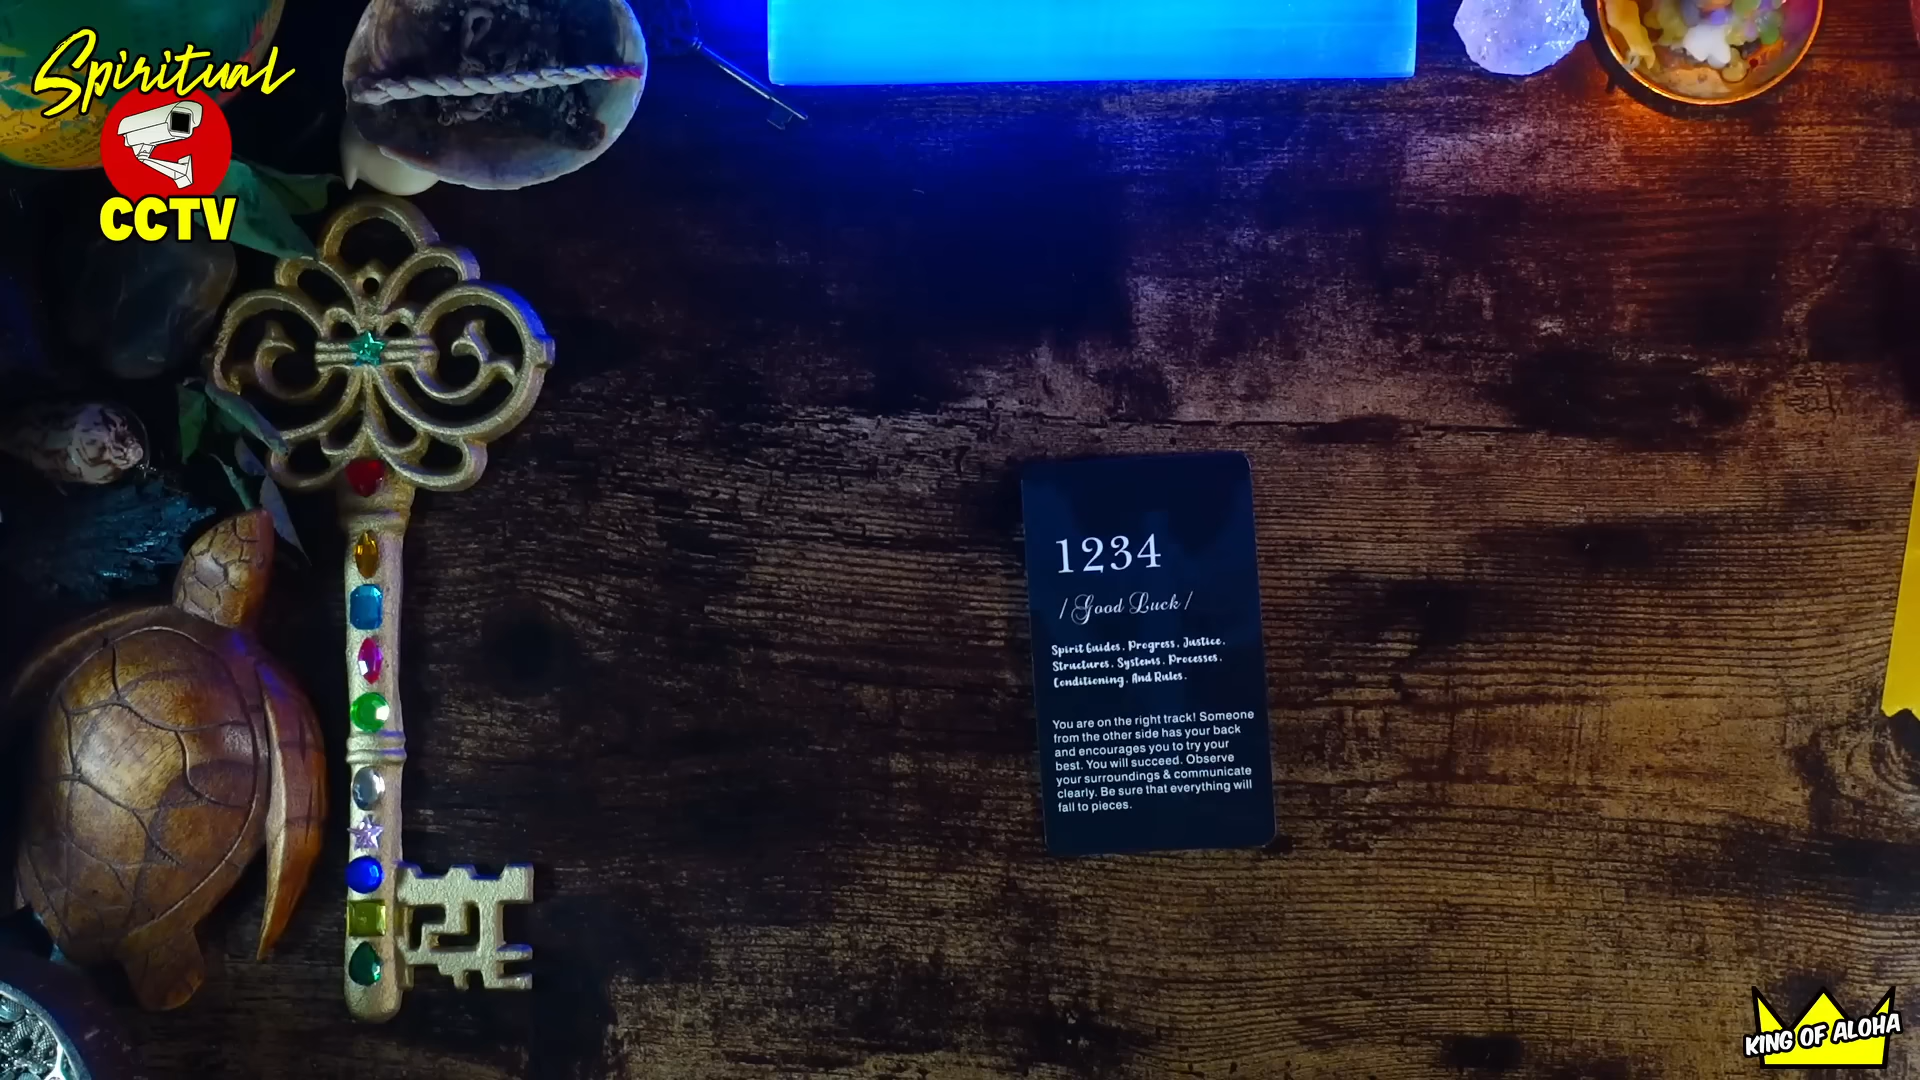 Spiritual
CCTV
1234
/Good Luck/
Spirit Guides. Progress. Justice.
Structures. Systems. Processes.
Conditioning. And Rules.
You are on the right track! Someone
from the other side has your back
and encourages you to try your
best. You will succeed. Observe
your surroundings & communicate
clearly. Be sure that everything will
fall to pieces.
KING OF ALOHA